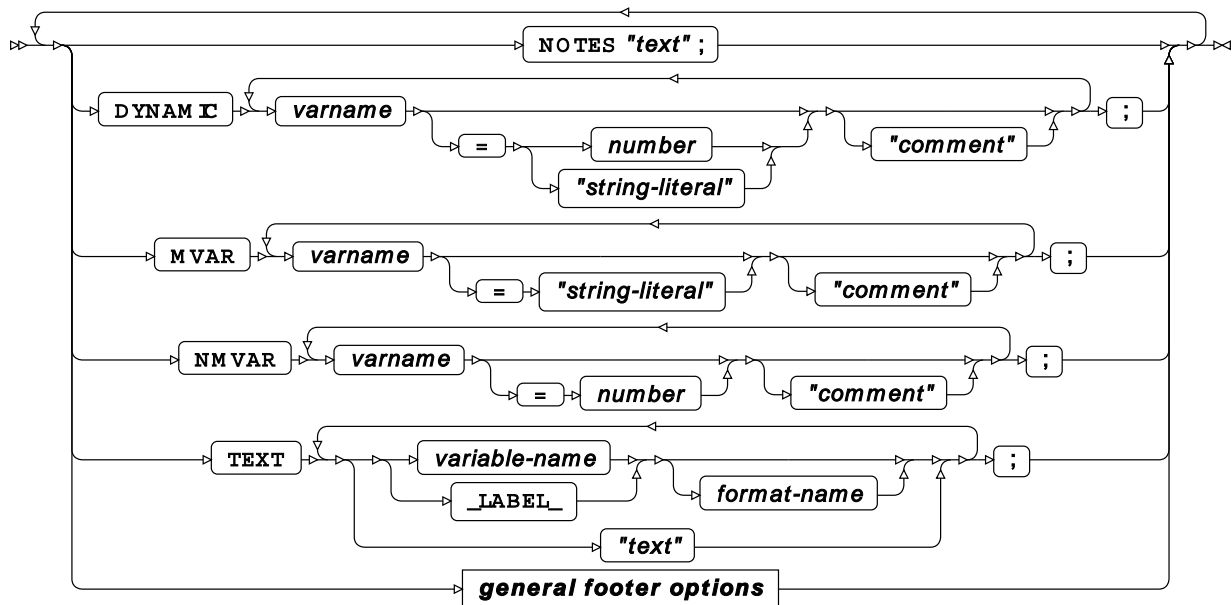 NOTES "text" ;
DYNAMIC varname "comment" ;
= number
"string-literal"
MVAR varname ;
= "string-literal" "comment"
NMVAR varname ;
= number "comment"
TEXT variable-name ;
_LABEL_ format-name
"text"
general footer options